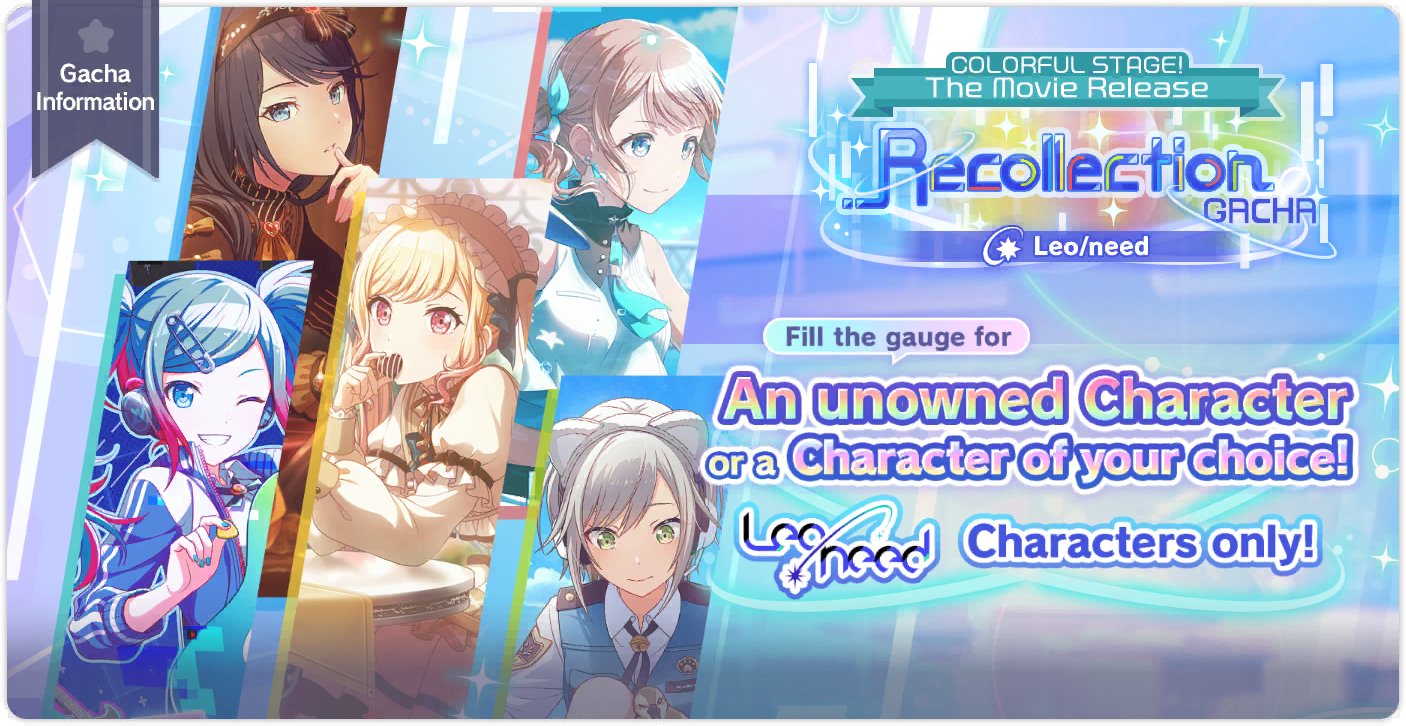 Gacha
Information
COLORFUL STAGE!
The Movie Release
Recollection
GACHA
Leo/need
Fill the gauge for
An unowned Character
or a Character of your choice!
Leo/need Characters only!